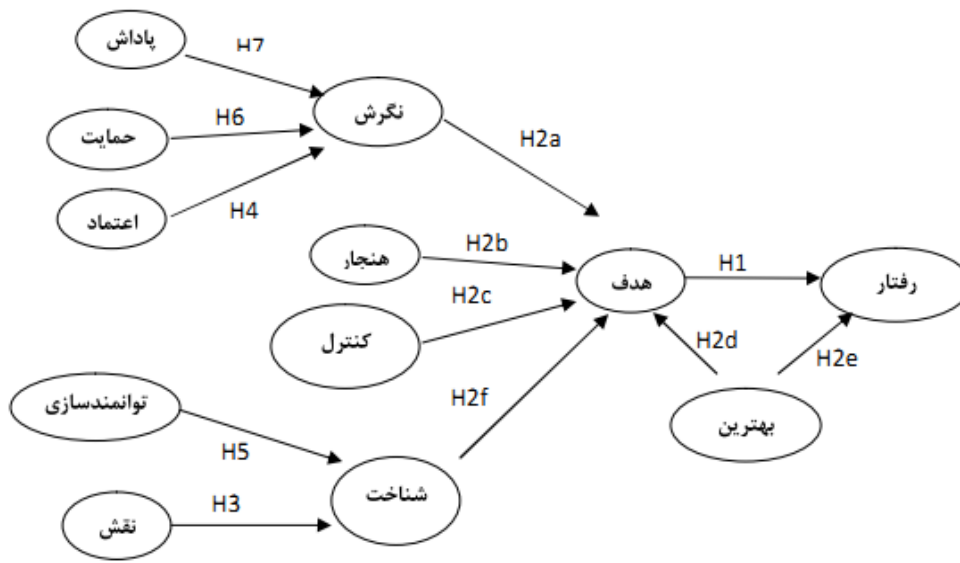 پاداش
H7
نگرش
حمایت
H6
H2a
اعتماد
H4
هنجار
H2b
هدف
H1
رفتار
کنترل
H2c
H2d
H2e
توانمندسازی
H2f
بهترین
H5
شناخت
نقش
H3